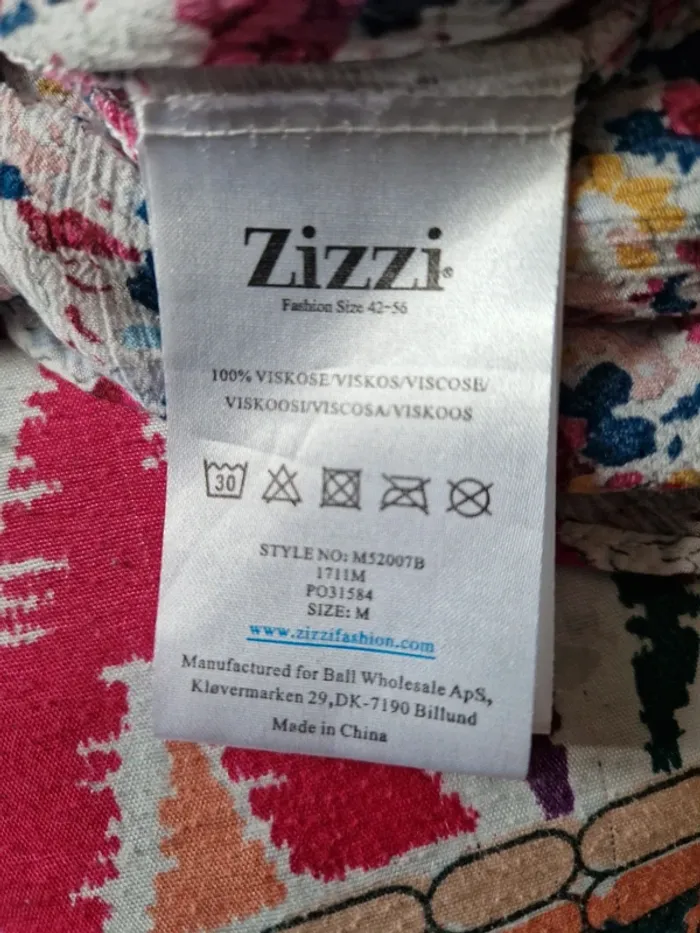 Zizzi®
Fashion Size 42-56
100% VISKOSE/VISKOS/VISCOSE/
VISKOOSI/VISCOSA/VISKOOS
30
STYLE NO: M52007B
1711M
PO31584
SIZE: M
www.zizzifashion.com
Manufactured for Ball Wholesale ApS,
Kløvermarken 29,DK-7190 Billund
Made in China